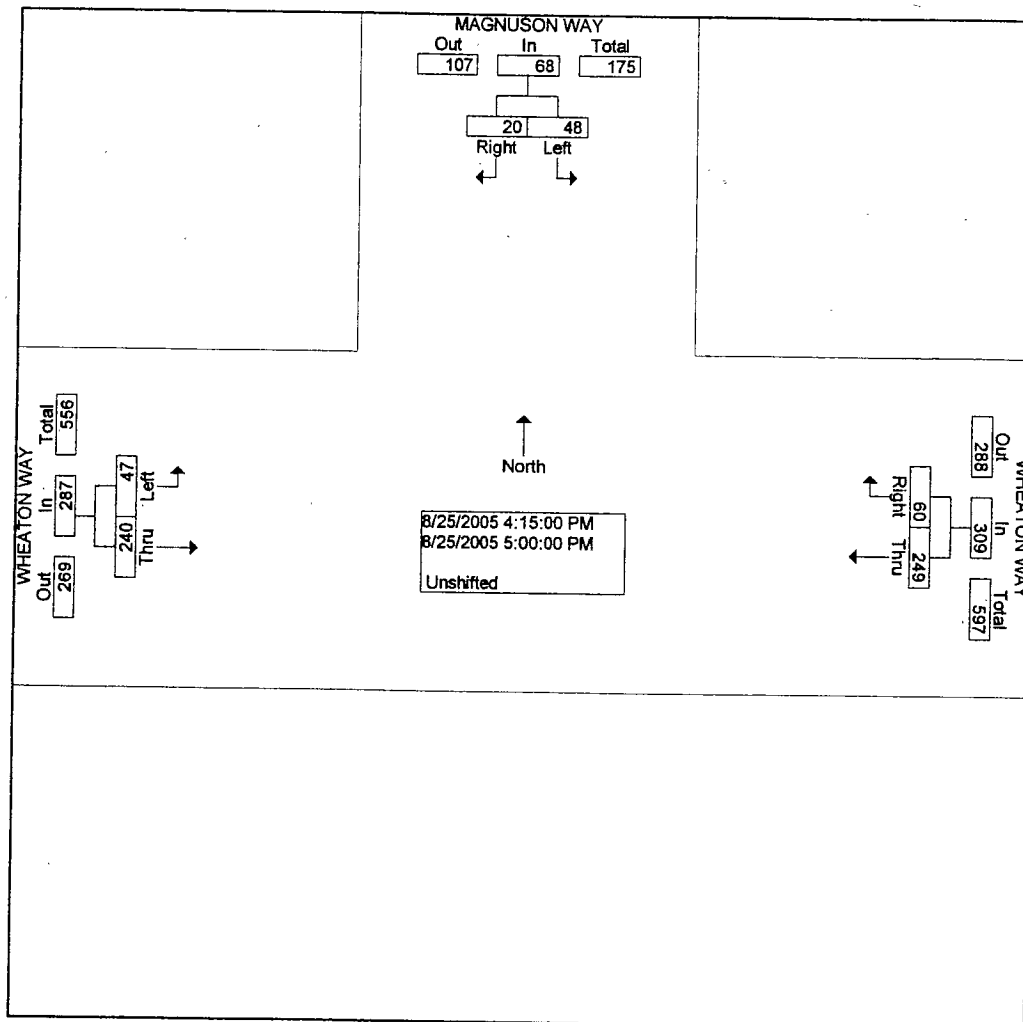 MAGNUSON WAY
Out In Total
107 68 175
20 48
Right Left
WHEATON WAY
Total In Out
556 287 269
47 240
Left Thru
North
8/25/2005 4:15:00 PM
8/25/2005 5:00:00 PM
Unshifted
WHEATON WAY
Out In Total
288 309 597
60 249
Right Thru